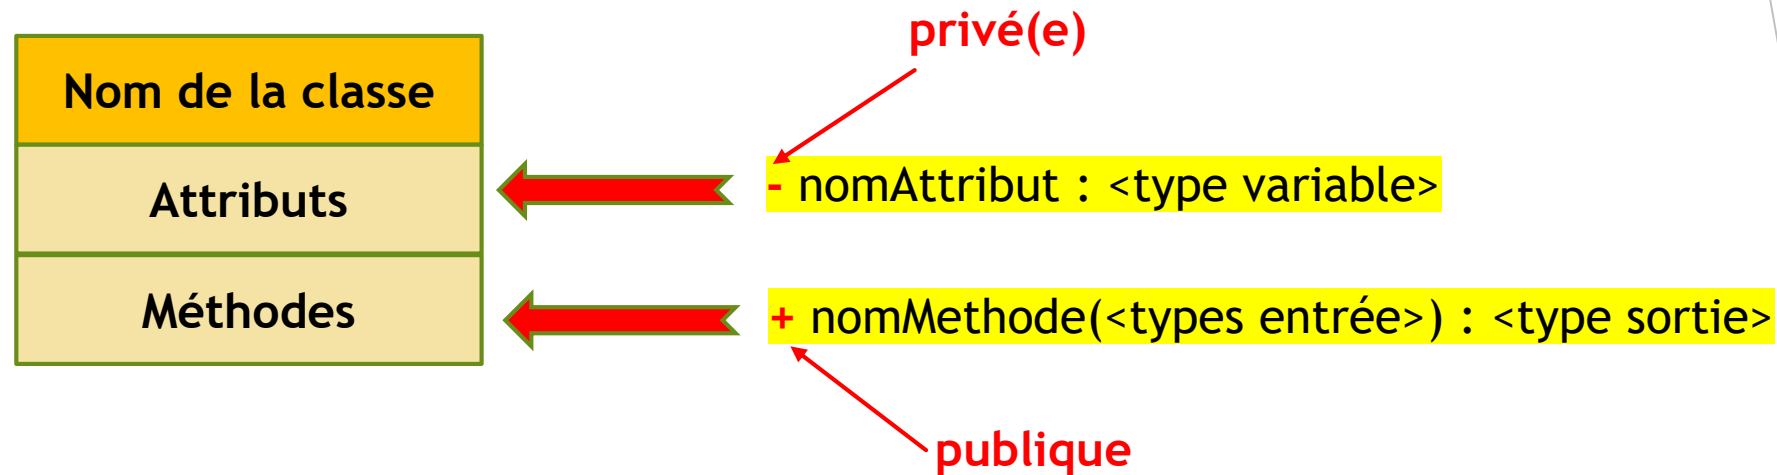 privé(e)
Nom de la classe
Attributs
- nomAttribut : <type variable>
Méthodes
+ nomMethode(<types entrée>) : <type sortie>
publique